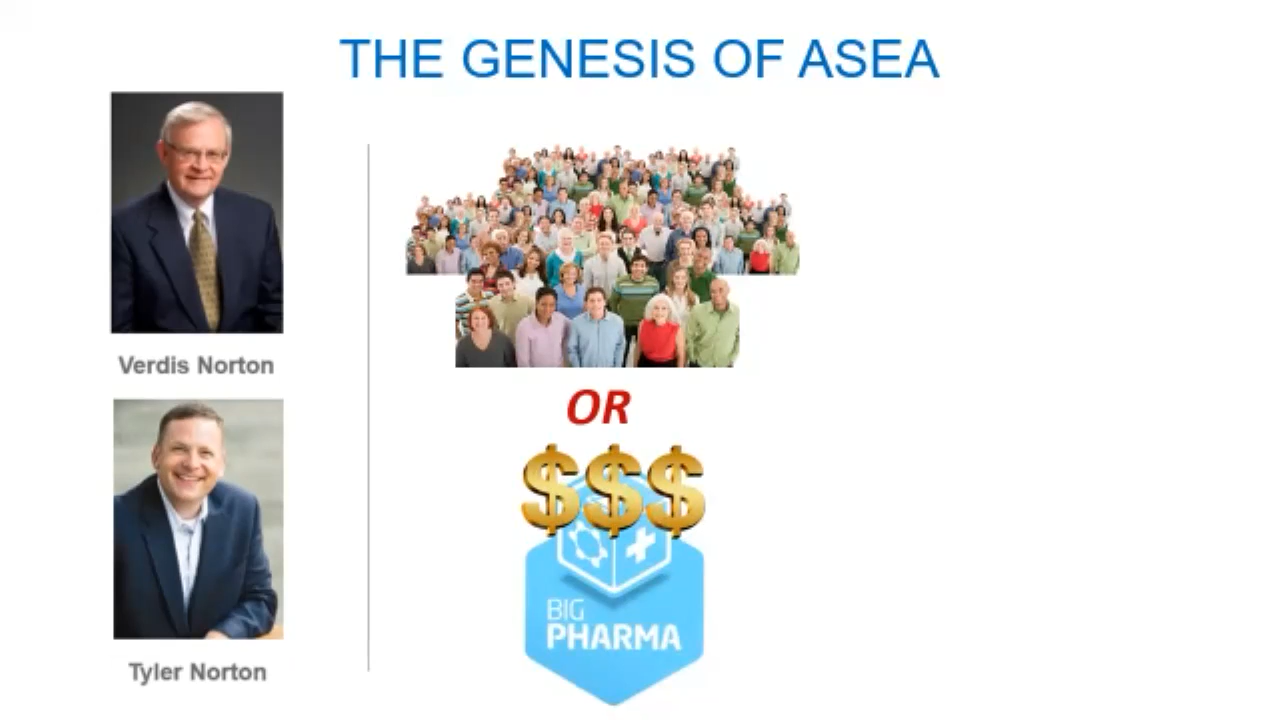 THE GENESIS OF ASEA
Verdis Norton
Tyler Norton
OR
$$$
BIG
PHARMA